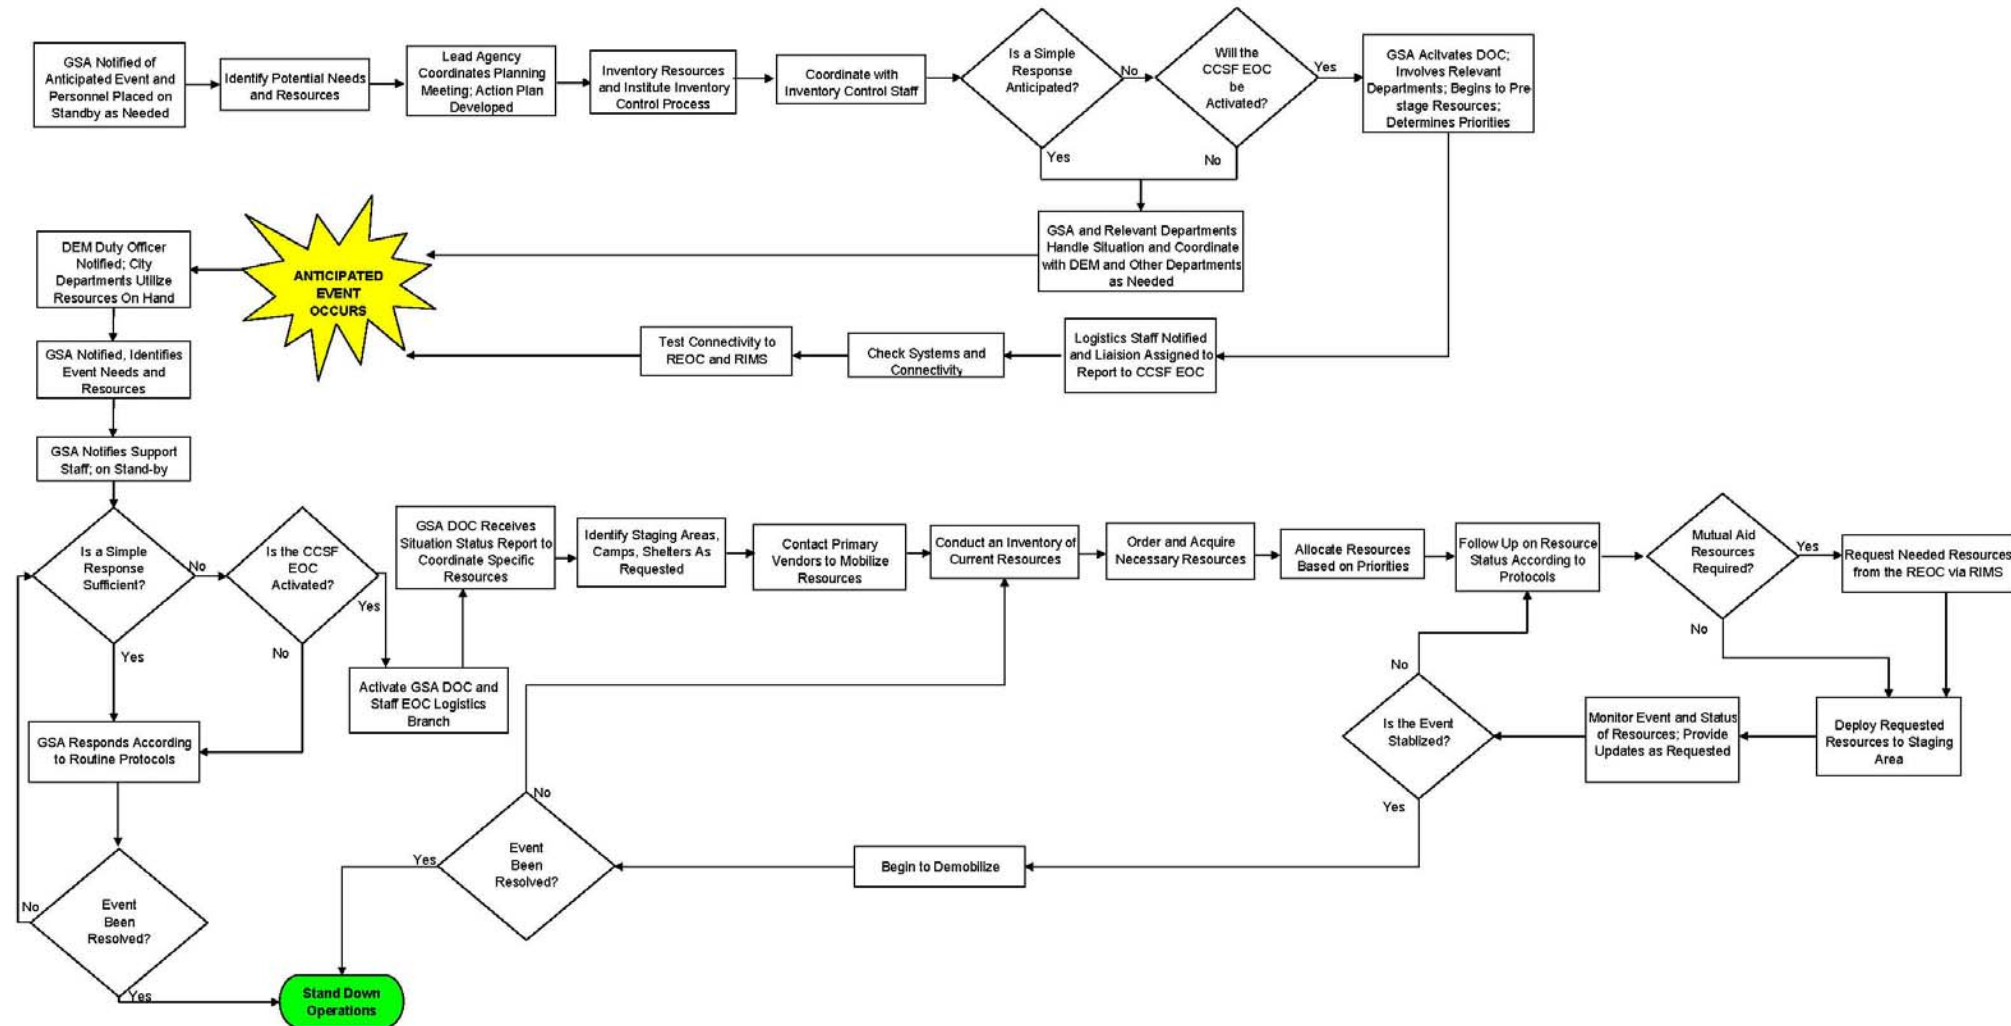 GSA Notified of
Anticipated Event and
Personnel Placed on
Standby as Needed
Identify Potential Needs
and Resources
Lead Agency
Coordinates Planning
Meeting; Action Plan
Developed
Inventory Resources
and Institute Inventory
Control Process
Coordinate with
Inventory Control Staff
Is a Simple
Response
Anticipated?
No
Yes
Will the
CCSF EOC
be
Activated?
Yes
No
GSA Acitvates DOC;
Involves Relevant
Departments; Begins to Pre
stage Resources;
Determines Priorities
GSA and Relevant Departments
Handle Situation and Coordinate
with DEM and Other Departments
as Needed
Logistics Staff Notified
and Liaison Assigned to
Report to CCSF EOC
Check Systems and
Connectivity
Test Connectivity to
REOC and RIMS
ANTICIPATED
EVENT
OCCURS
DEM Duty Officer
Notified; City
Departments Utilize
Resources On Hand
GSA Notified, Identifies
Event Needs and
Resources
GSA Notifies Support
Staff; on Stand-by
Is a Simple
Response
Sufficient?
No
Yes
Is the CCSF
EOC
Activated?
Yes
No
Activate GSA DOC and
Staff EOC Logistics
Branch
GSA DOC Receives
Situation Status Report to
Coordinate Specific
Resources
Identify Staging Areas,
Camps, Shelters As
Requested
Contact Primary
Vendors to Mobilize
Resources
Conduct an Inventory of
Current Resources
Order and Acquire
Necessary Resources
Allocate Resources
Based on Priorities
Follow Up on Resource
Status According to
Protocols
Mutual Aid
Resources
Required?
Yes
No
Request Needed Resources
from the REOC via RIMS
Deploy Requested
Resources to Staging
Area
Monitor Event and Status
of Resources; Provide
Updates as Requested
Is the Event
Stablized?
No
Yes
Begin to Demobilize
Event
Been
Resolved?
No
Yes
GSA Responds According
to Routine Protocols
Event
Been
Resolved?
No
Yes
Stand Down
Operations